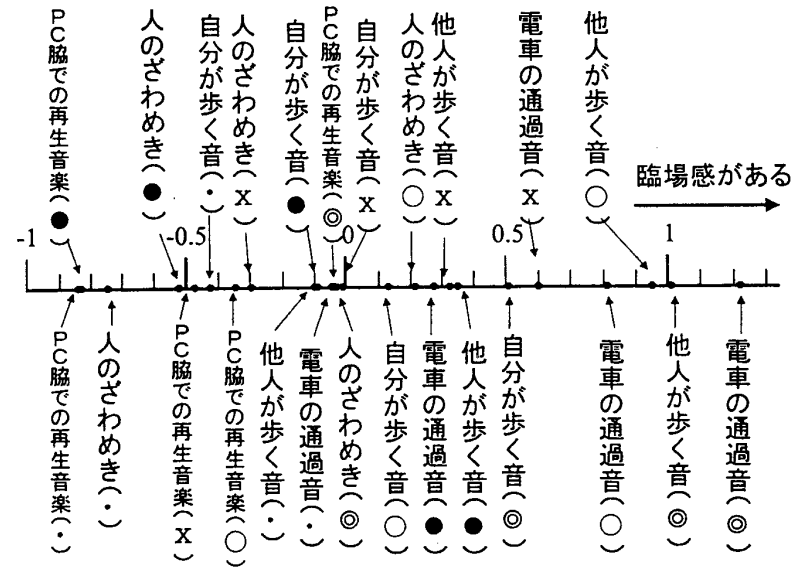 PC脇での再生音楽(●)
人のざわめき(●)
自分が歩く音(・)
人のざわめき(X)
自分が歩く音(●)
PC脇での再生音楽(◎)
自分が歩く音(X)
人のざわめき(○)
他人が歩く音(X)
電車の通過音(X)
他人が歩く音(○)
臨場感がある
-1
-0.5
0
0.5
1
PC脇での再生音楽(・)
人のざわめき(・)
PC脇での再生音楽(X)
PC脇での再生音楽(○)
他人が歩く音(・)
電車の通過音(・)
人のざわめき(◎)
自分が歩く音(○)
電車の通過音(●)
他人が歩く音(●)
自分が歩く音(◎)
電車の通過音(○)
他人が歩く音(◎)
電車の通過音(◎)